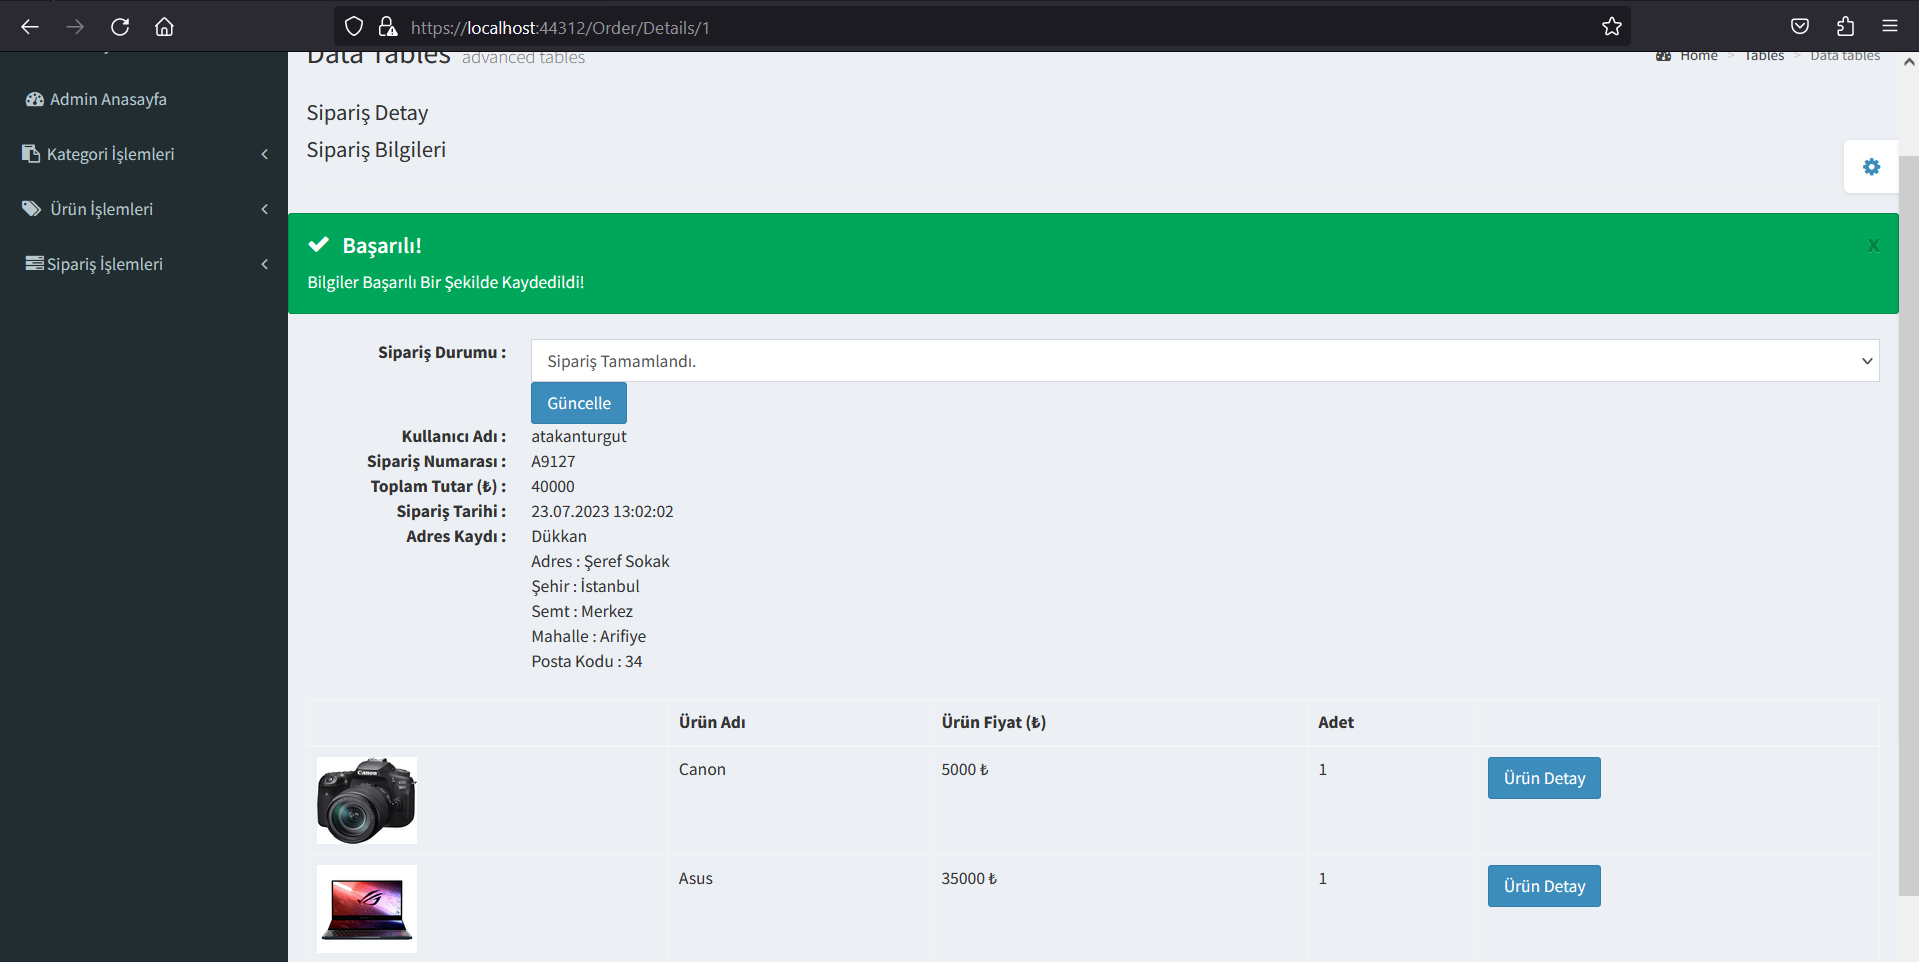 https://localhost:44312/Order/Details/1
Admin Anasayfa
Kategori İşlemleri
Ürün İşlemleri
Sipariş İşlemleri
Data Tables advanced tables
Home > Tables > Data tables
Sipariş Detay
Sipariş Bilgileri
Başarılı!
x
Bilgiler Başarılı Bir Şekilde Kaydedildi!
Sipariş Durumu : Sipariş Tamamlandı.
Güncelle
Kullanıcı Adı : atakanturgut
Sipariş Numarası : A9127
Toplam Tutar (₺) : 40000
Sipariş Tarihi : 23.07.2023 13:02:02
Adres Kaydı : Dükkan
Adres : Şeref Sokak
Şehir : İstanbul
Semt : Merkez
Mahalle : Arifiye
Posta Kodu : 34
Ürün Adı Ürün Fiyat (₺) Adet
Canon
Canon 5000 ₺ 1 Ürün Detay
Asus 35000 ₺ 1 Ürün Detay